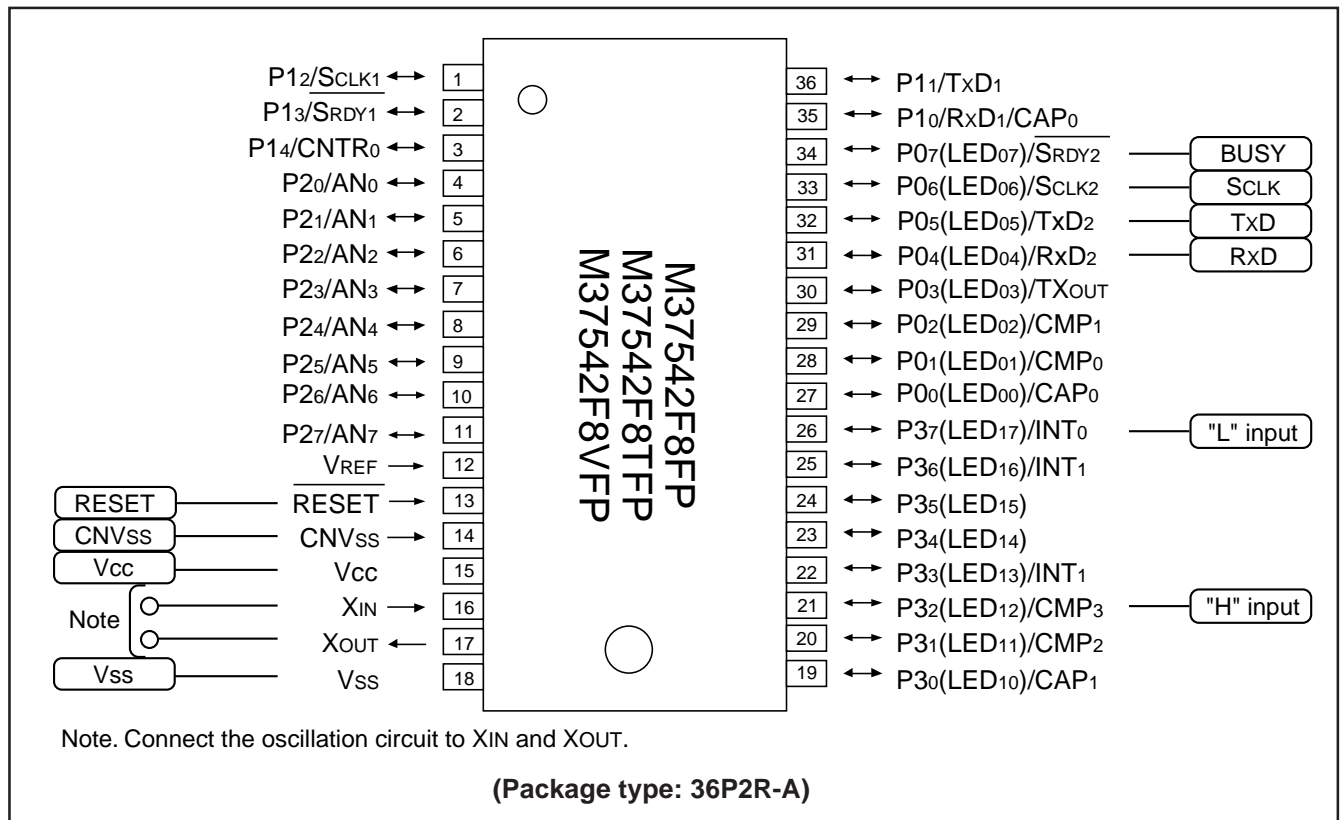 P12/SCLK1 1
P13/SRDY1 2
P14/CNTR0 3
P20/AN0 4
P21/AN1 5
P22/AN2 6
P23/AN3 7
P24/AN4 8
P25/AN5 9
P26/AN6 10
P27/AN7 11
VREF 12
RESET RESET 13
CNVss CNVss 14
Vcc Vcc 15
Note
XIN 16
XOUT 17
Vss Vss 18
M37542F8FP
M37542F8TFP
M37542F8VFP
36 P11/TxD1
35 P10/RxD1/CAP0
34 P07(LED07)/SRDY2 BUSY
33 P06(LED06)/SCLK2 SCLK
32 P05(LED05)/TxD2 TxD
31 P04(LED04)/RxD2 RxD
30 P03(LED03)/TXOUT
29 P02(LED02)/CMP1
28 P01(LED01)/CMP0
27 P00(LED00)/CAP0
26 P37(LED17)/INT0 "L" input
25 P36(LED16)/INT1
24 P35(LED15)
23 P34(LED14)
22 P33(LED13)/INT1
21 P32(LED12)/CMP3 "H" input
20 P31(LED11)/CMP2
19 P30(LED10)/CAP1
Note. Connect the oscillation circuit to XIN and XOUT.
(Package type: 36P2R-A)